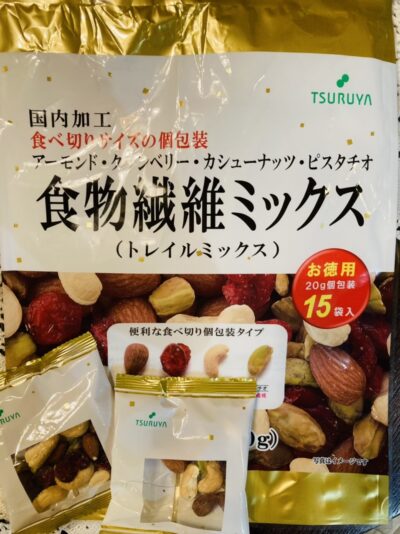 TSURUYA
国内加工
食べ切りサイズの個包装
アーモンド・クランベリー・カシューナッツ・ピスタチオ
食物繊維ミックス
(トレイルミックス)
お徳用
20g個包装
15袋入
便利な食べ切り個包装タイプ
g)
写真はイメージです
TSURUYA
TSURUYA